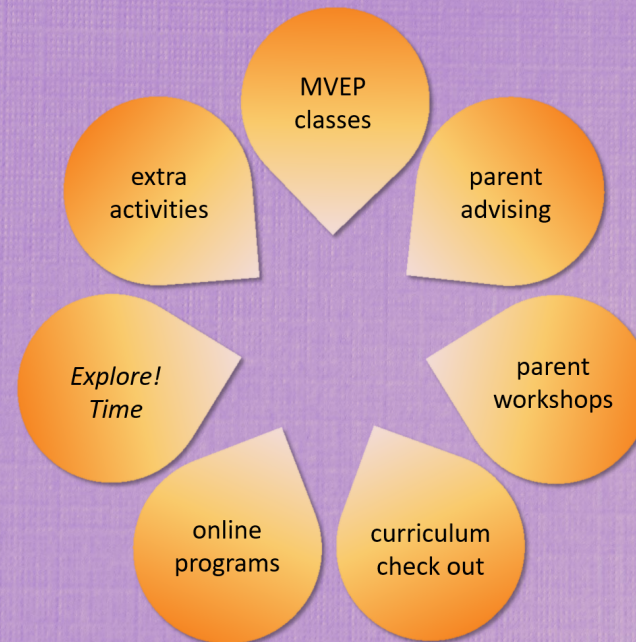 MVEP
classes
parent
advising
parent
workshops
curriculum
check out
online
programs
Explore!
Time
extra
activities